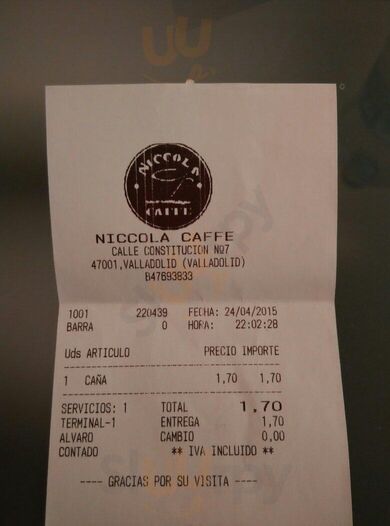 NICCOLA
CAFFE
NICCOLA CAFFE
CALLE CONSTITUCION Nº7
47001,VALLADOLID (VALLADOLID)
B47693833
1001 220439 FECHA: 24/04/2015
BARRA 0 HORA: 22:02:28
Uds ARTICULO PRECIO IMPORTE
1 CAÑA 1,70 1,70
SERVICIOS: 1 TOTAL 1,70
TERMINAL-1 ENTREGA 1,70
ALVARO CAMBIO 0,00
CONTADO ** IVA INCLUIDO **
---- GRACIAS POR SU VISITA ----